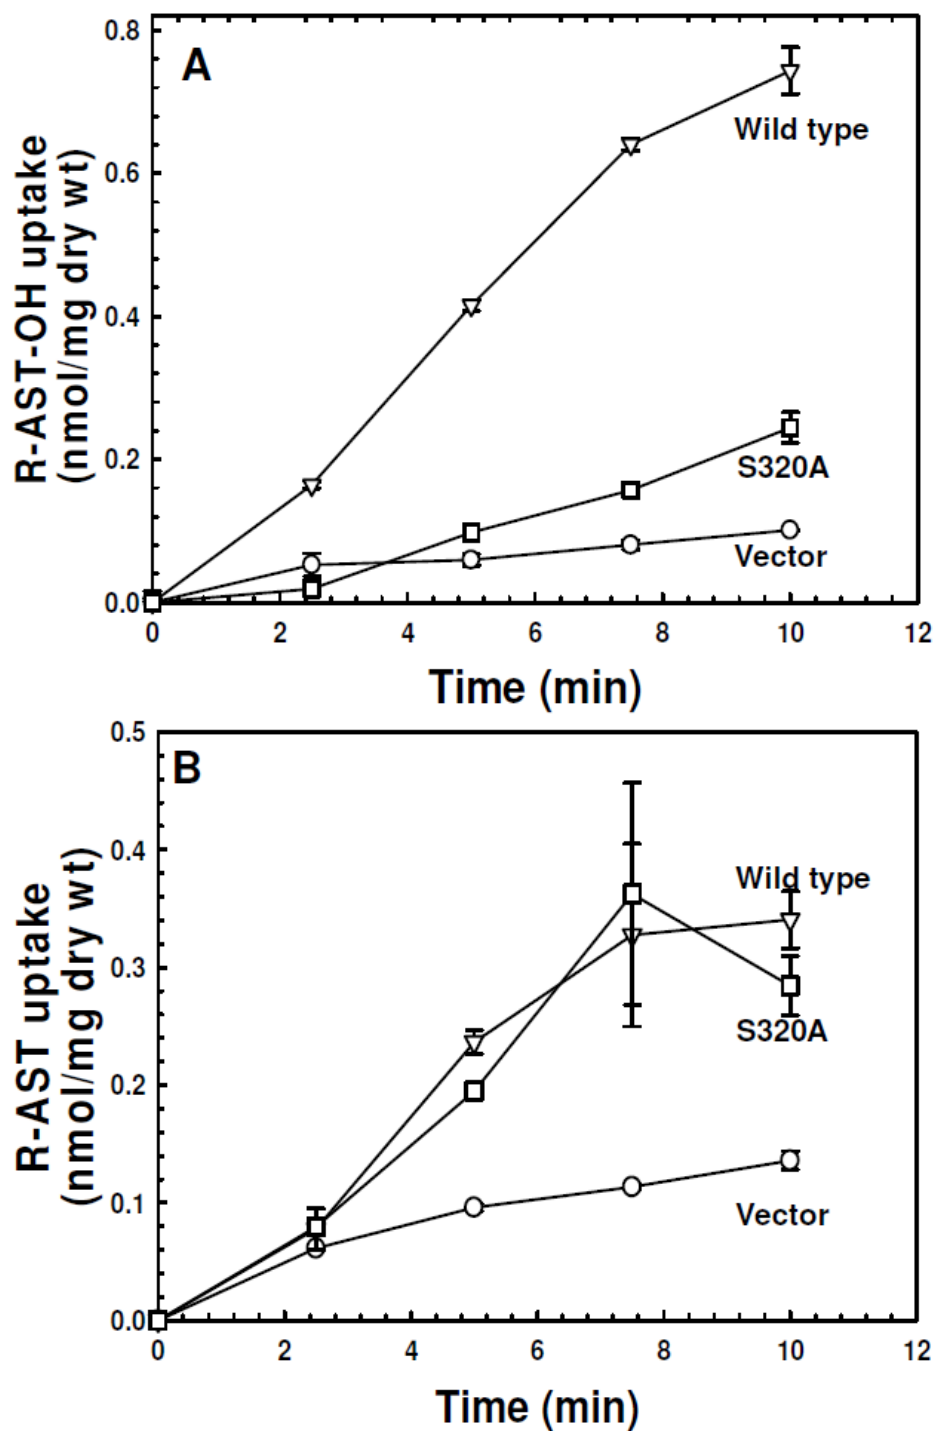 A
0.8
0.6
0.4
0.2
0.0
R-AST-OH uptake
(nmol/mg dry wt)
Wild type
S320A
Vector
0 2 4 6 8 10 12
Time (min)
B
0.5
0.4
0.3
0.2
0.1
0.0
R-AST uptake
(nmol/mg dry wt)
Wild type
S320A
Vector
0 2 4 6 8 10 12
Time (min)